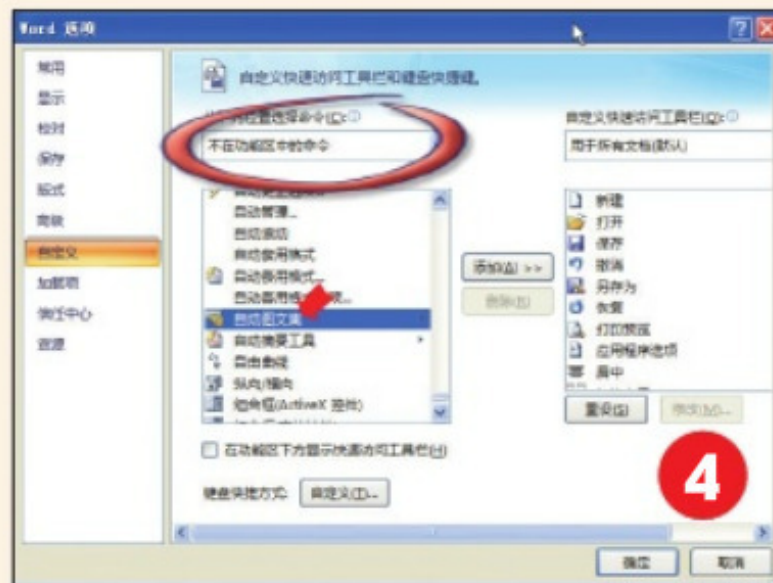 Word 选项
常用
显示
校对
保存
版式
高级
自定义
加载项
信任中心
资源
自定义快速访问工具栏和键盘快捷键。
位置选择命令(C):
不在功能区中的命令
自动管理...
自动滚动
自动套用格式
自动套用格式...
自动图文集
自动摘要工具
自由曲线
纵向/横向
组合框(ActiveX 控件)
添加(A) >>
删除(R)
自定义快速访问工具栏(Q):
用于所有文档(默认)
新建
打开
保存
撤消
另存为
恢复
打印预览
应用程序选项
居中
重设(S)
修改(M)...
在功能区下方显示快速访问工具栏(H)
键盘快捷方式:
自定义(T)...
4
确定
取消